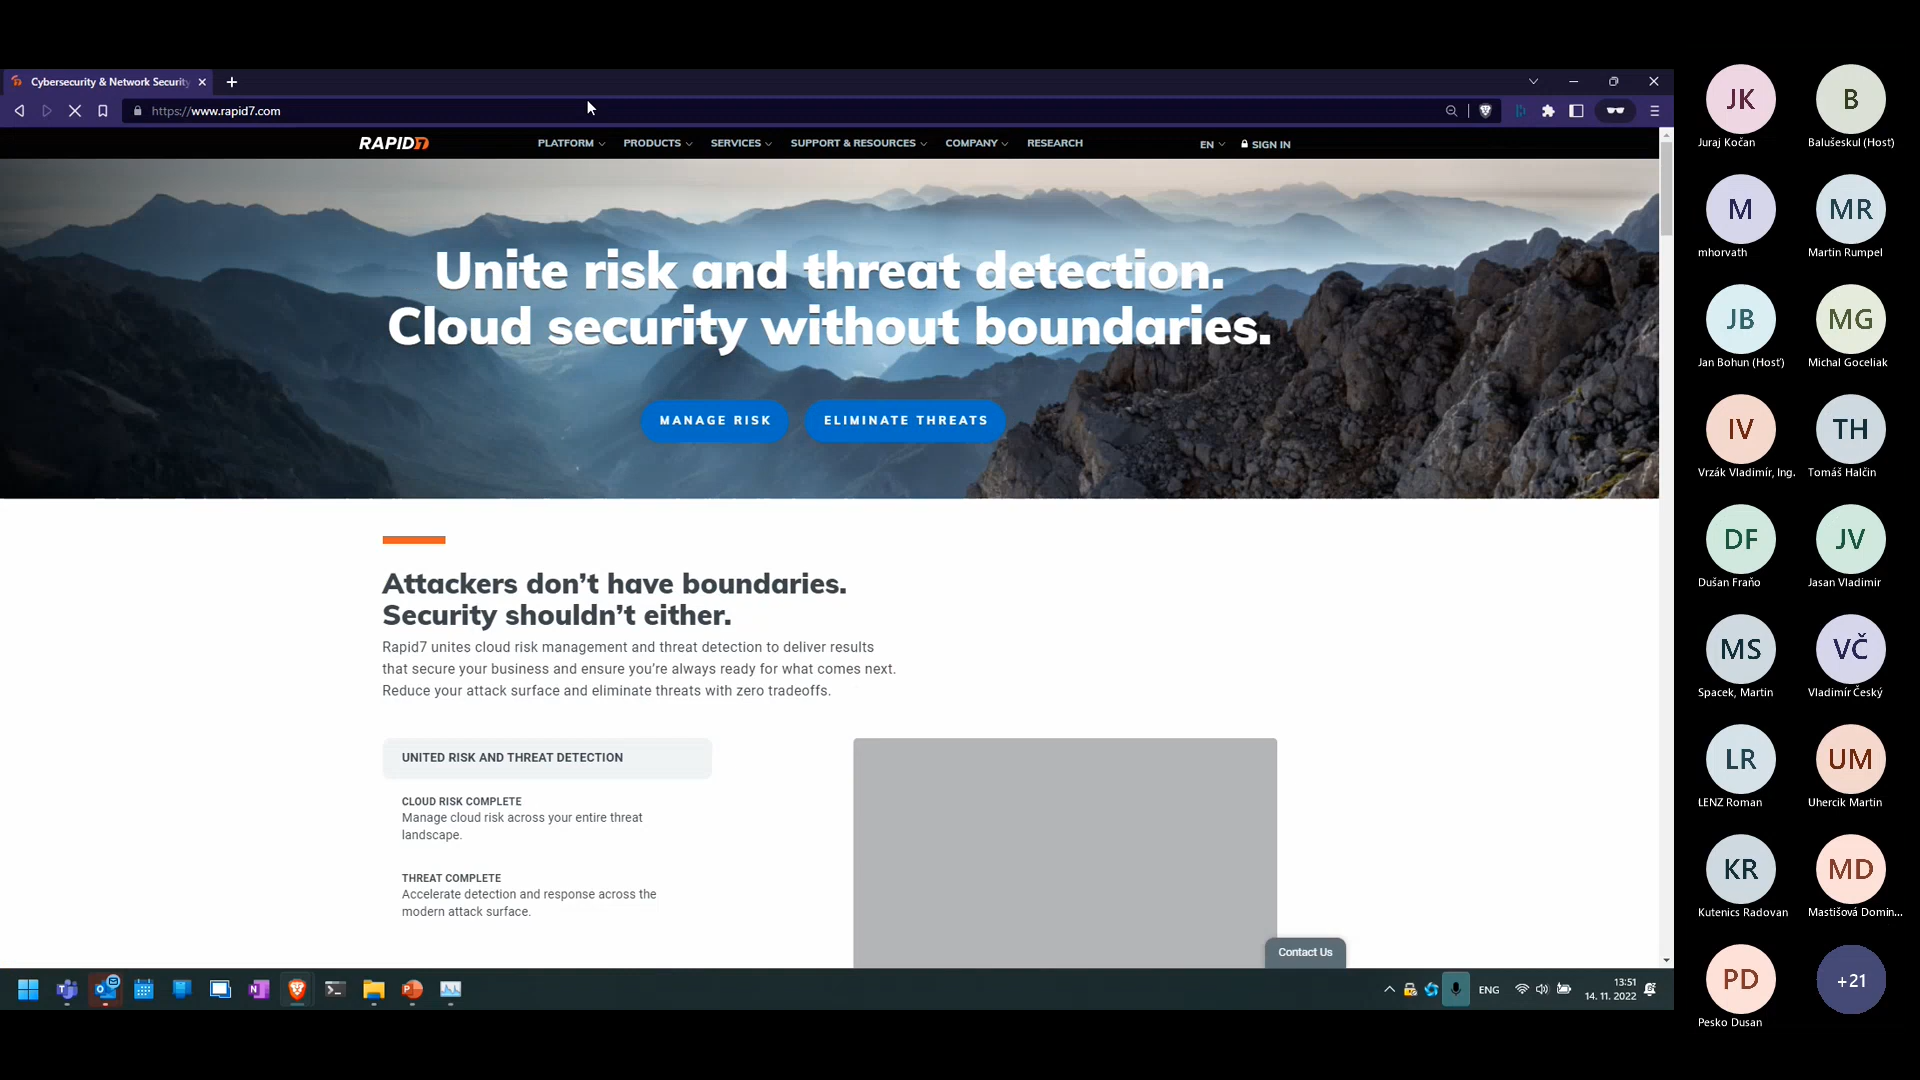 Cybersecurity & Network Security
https://www.rapid7.com
RAPID7
PLATFORM
PRODUCTS
SERVICES
SUPPORT & RESOURCES
COMPANY
RESEARCH
EN
SIGN IN
Unite risk and threat detection.
Cloud security without boundaries.
MANAGE RISK
ELIMINATE THREATS
Attackers don’t have boundaries.
Security shouldn’t either.
Rapid7 unites cloud risk management and threat detection to deliver results
that secure your business and ensure you’re always ready for what comes next.
Reduce your attack surface and eliminate threats with zero tradeoffs.
UNITED RISK AND THREAT DETECTION
CLOUD RISK COMPLETE
Manage cloud risk across your entire threat
landscape.
THREAT COMPLETE
Accelerate detection and response across the
modern attack surface.
Contact Us
ENG
13:51
14. 11. 2022
JK
Juraj Kočan
B
Balušeskul (Hosť)
M
mhorvath
MR
Martin Rumpel
JB
Jan Bohun (Hosť)
MG
Michal Goceliak
IV
Vrzák Vladimír, Ing.
TH
Tomáš Halčin
DF
Dušan Fraňo
JV
Jasan Vladimir
MS
Spacek, Martin
VČ
Vladimír Český
LR
LENZ Roman
UM
Uhercik Martin
KR
Kutenics Radovan
MD
Mastišová Domin...
PD
Pesko Dusan
+21